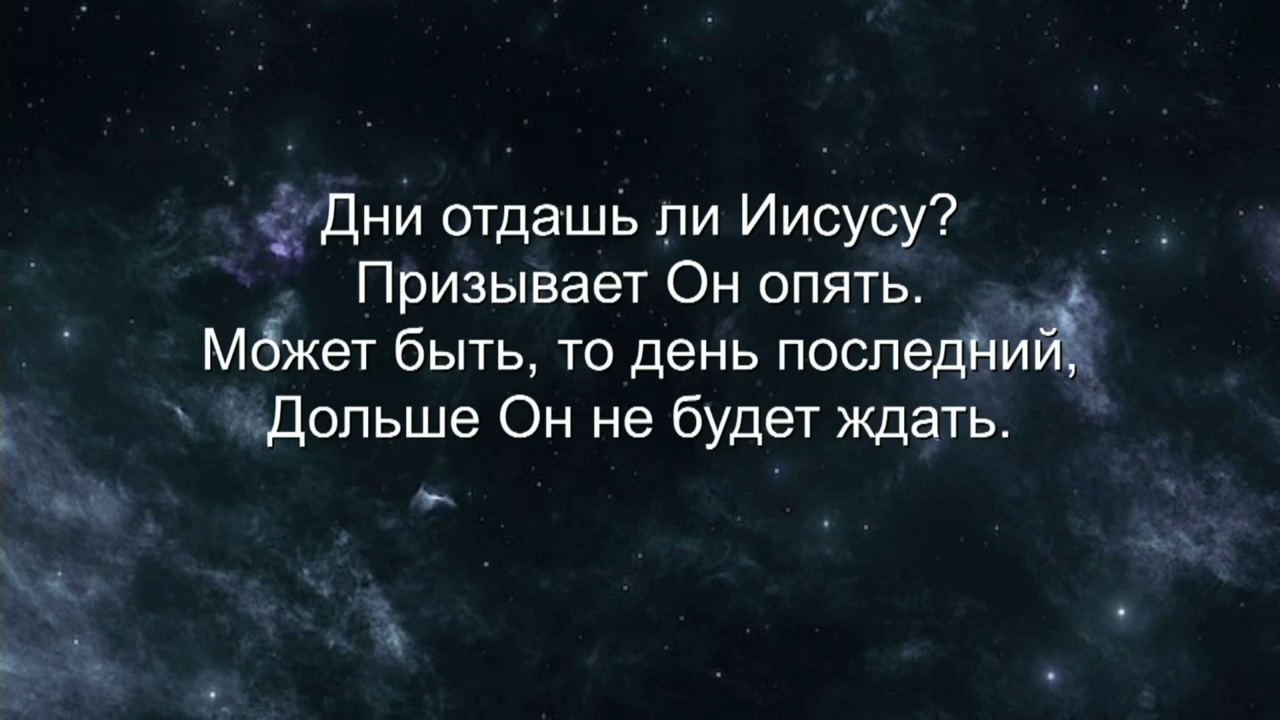 Дни отдашь ли Иисусу?
Призывает Он опять.
Может быть, то день последний,
Дольше Он не будет ждать.